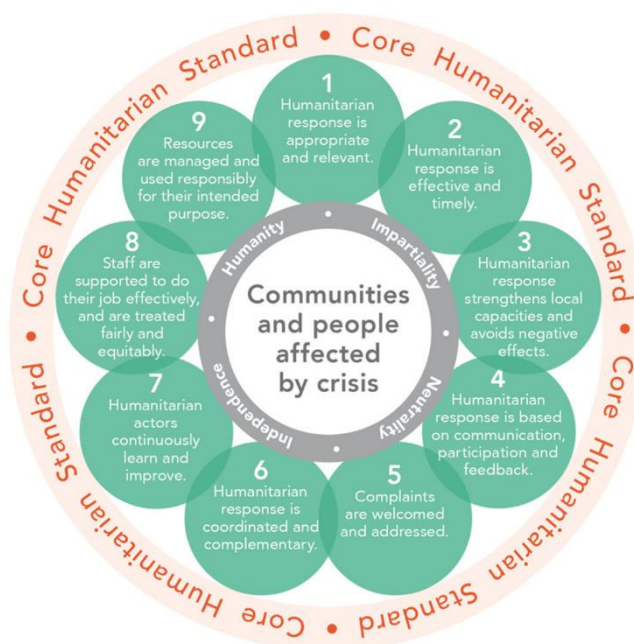 Core Humanitarian Standard • Core Humanitarian Standard • Core Humanitarian Standard • Core Humanitarian Standard • Core Humanitarian Standard •
1
Humanitarian
response is
appropriate
and relevant.
2
Humanitarian
response is
effective and
timely.
3
Humanitarian
response
strengthens local
capacities and
avoids negative
effects.
4
Humanitarian
response is based
on communication,
participation and
feedback.
5
Complaints
are welcomed
and addressed.
6
Humanitarian
response is
coordinated and
complementary.
7
Humanitarian
actors
continuously
learn and
improve.
8
Staff are
supported to do
their job effectively,
and are treated
fairly and
equitably.
9
Resources
are managed and
used responsibly
for their intended
purpose.
Humanity • Impartiality • Neutrality • Independence •
Communities
and people
affected
by crisis